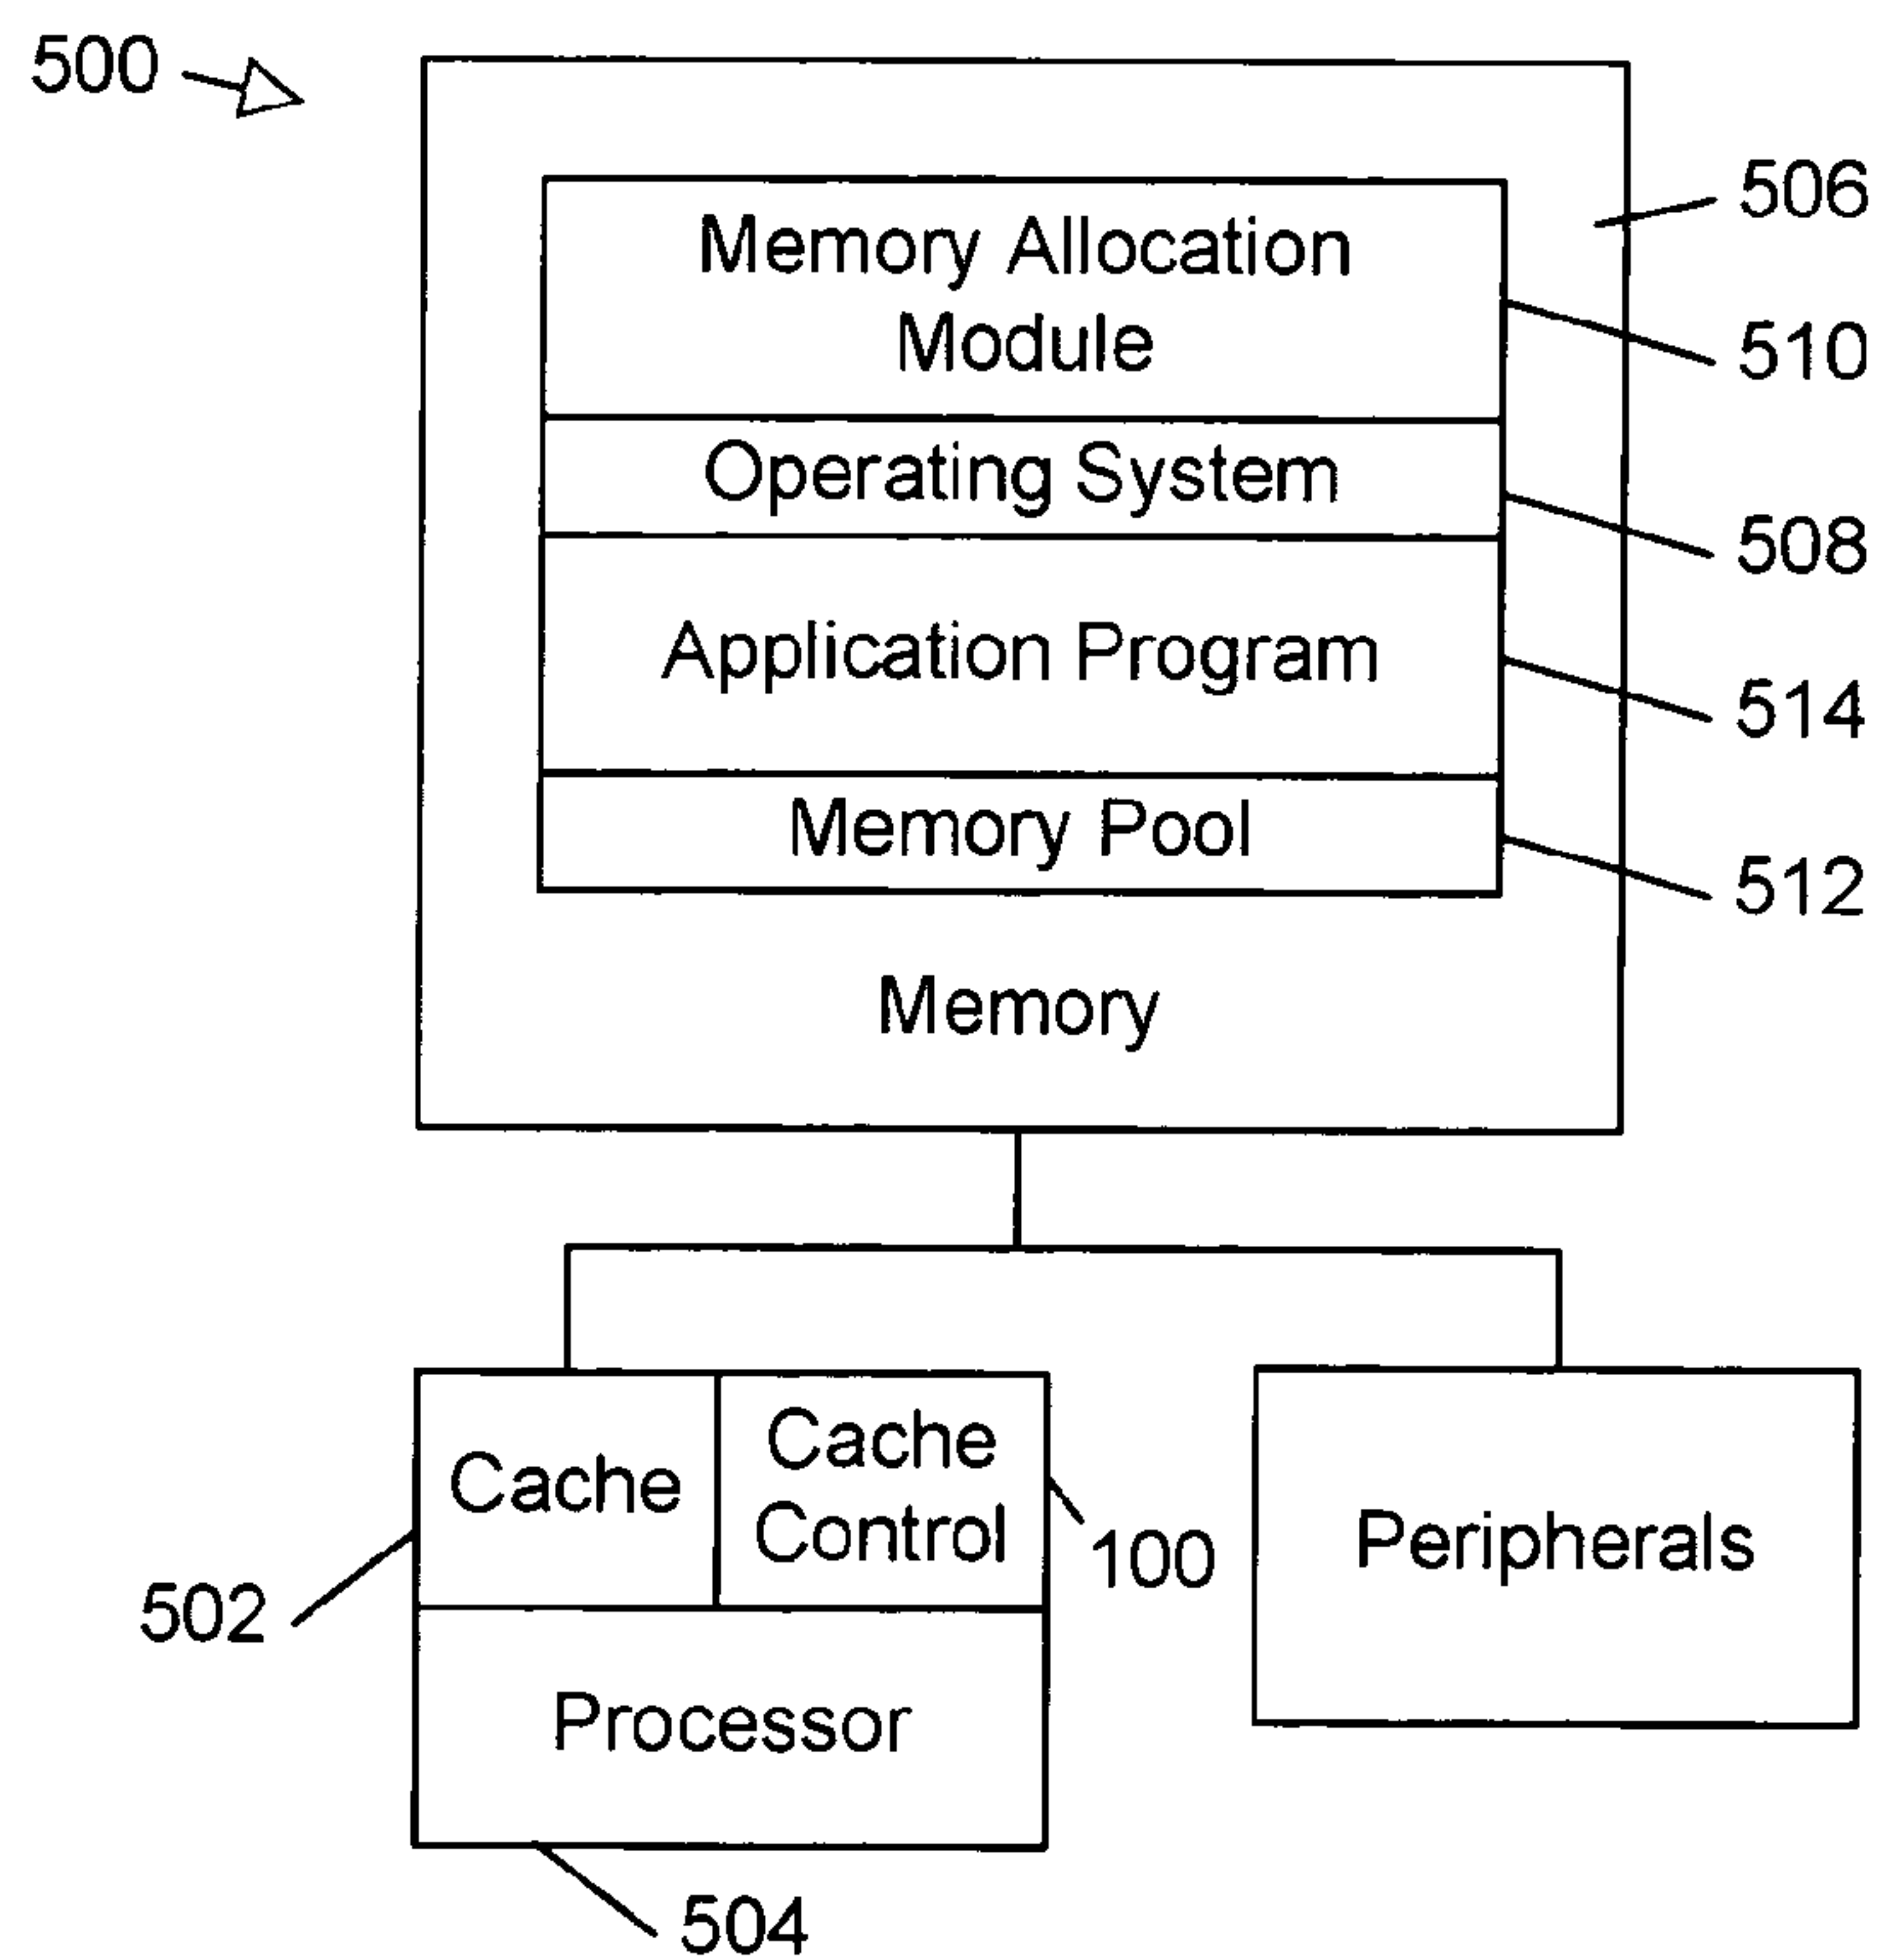 500
506
Memory Allocation
Module
510
Operating System
508
Application Program
514
Memory Pool
512
Memory
Cache
Cache
Control
100
Peripherals
502
Processor
504